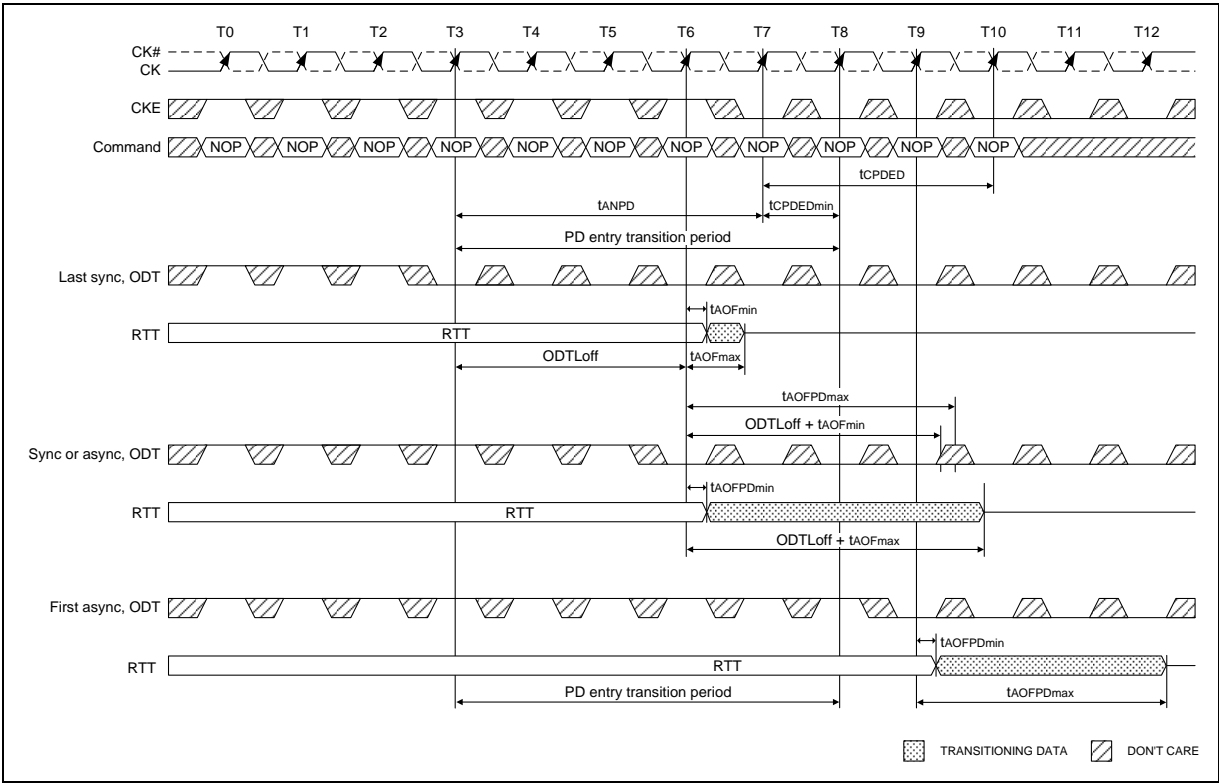 T0 T1 T2 T3 T4 T5 T6 T7 T8 T9 T10 T11 T12
CK#
CK
CKE
Command NOP NOP NOP NOP NOP NOP NOP NOP NOP NOP NOP
tCPDED
tANPD tCPDEDmin
PD entry transition period
Last sync, ODT
tAOFmin
RTT RTT
ODTLoff tAOFmax
tAOFPDmax
ODTLoff + tAOFmin
Sync or async, ODT
tAOFPDmin
RTT RTT
ODTLoff + tAOFmax
First async, ODT
tAOFPDmin
RTT RTT
PD entry transition period tAOFPDmax
TRANSITIONING DATA DON'T CARE